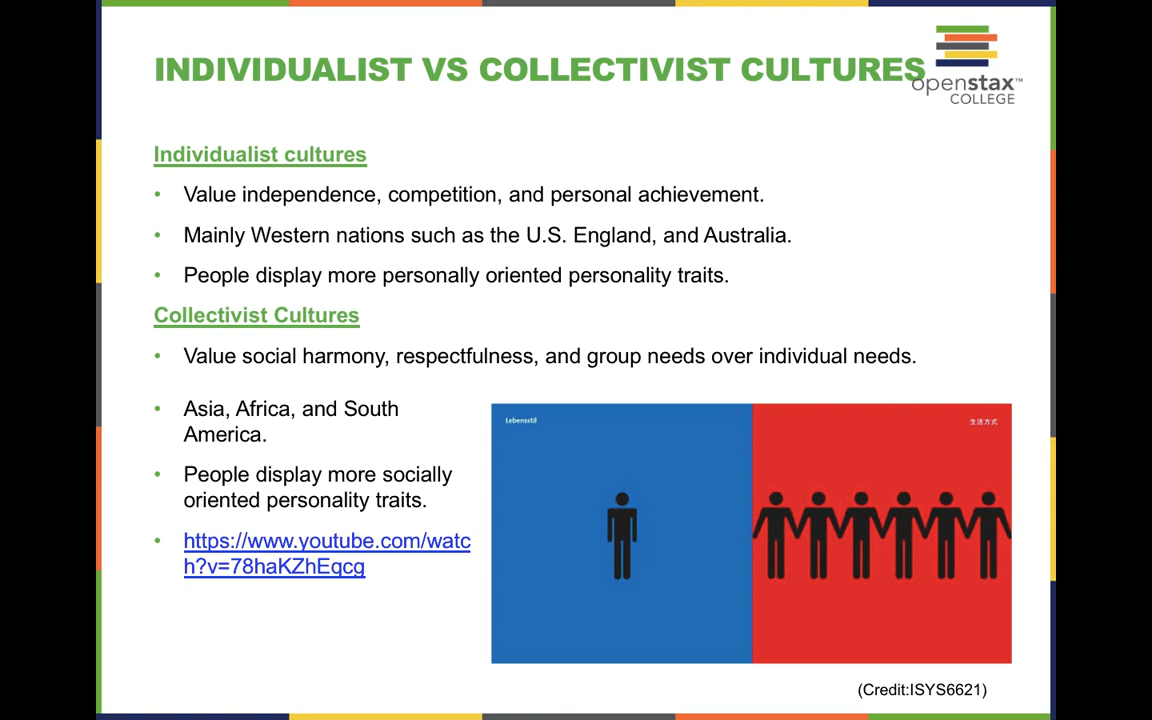 INDIVIDUALIST VS COLLECTIVIST CULTURES
openstax™
COLLEGE
Individualist cultures
• Value independence, competition, and personal achievement.
• Mainly Western nations such as the U.S. England, and Australia.
• People display more personally oriented personality traits.
Collectivist Cultures
• Value social harmony, respectfulness, and group needs over individual needs.
• Asia, Africa, and South
America.
• People display more socially
oriented personality traits.
• https://www.youtube.com/watc
h?v=78haKZhEqcg
Lebensstil
生活方式
(Credit:ISYS6621)